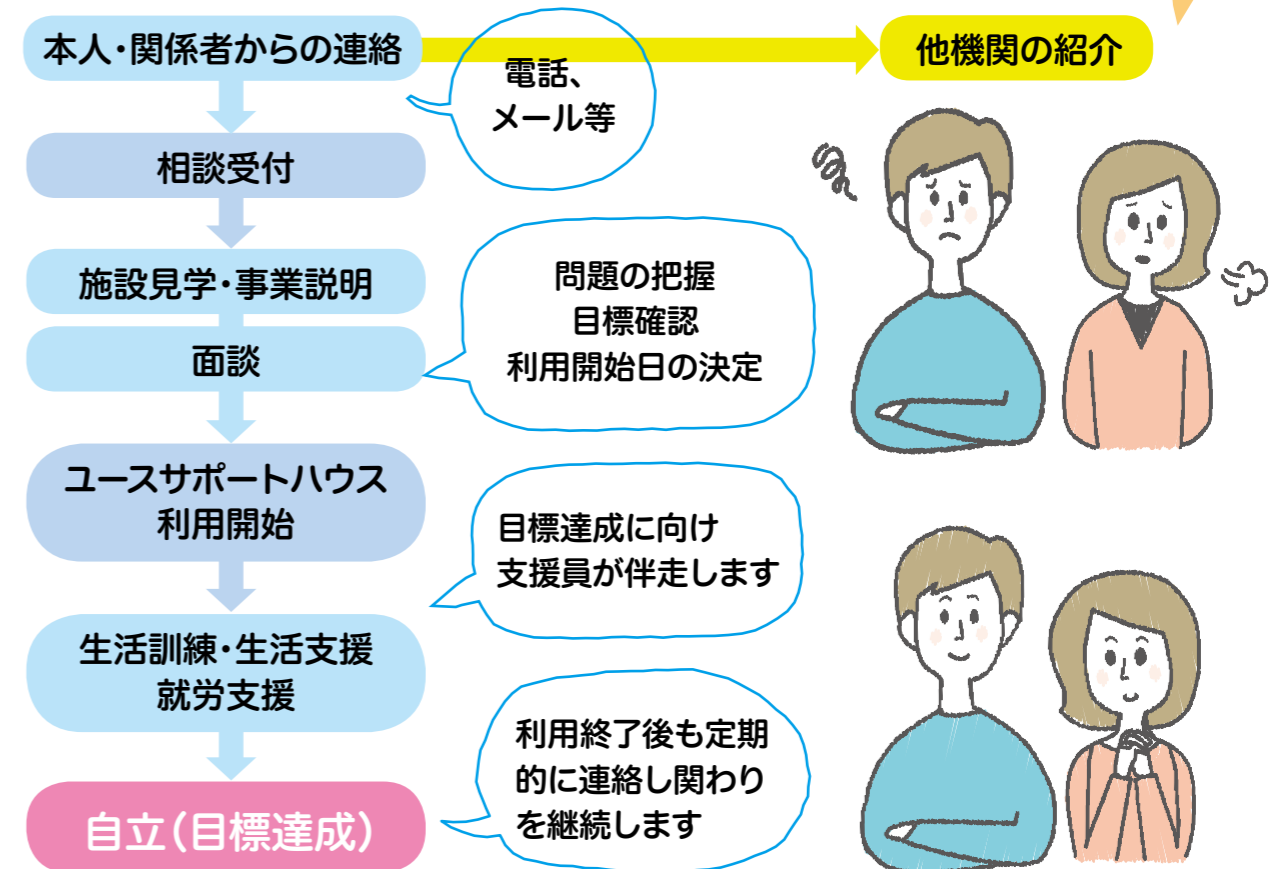 本人・関係者からの連絡
他機関の紹介
電話、
メール等
相談受付
施設見学・事業説明
面談
問題の把握
目標確認
利用開始日の決定
ユースサポートハウス
利用開始
目標達成に向け
支援員が伴走します
生活訓練・生活支援
就労支援
利用終了後も定期
的に連絡し関わり
を継続します
自立(目標達成)